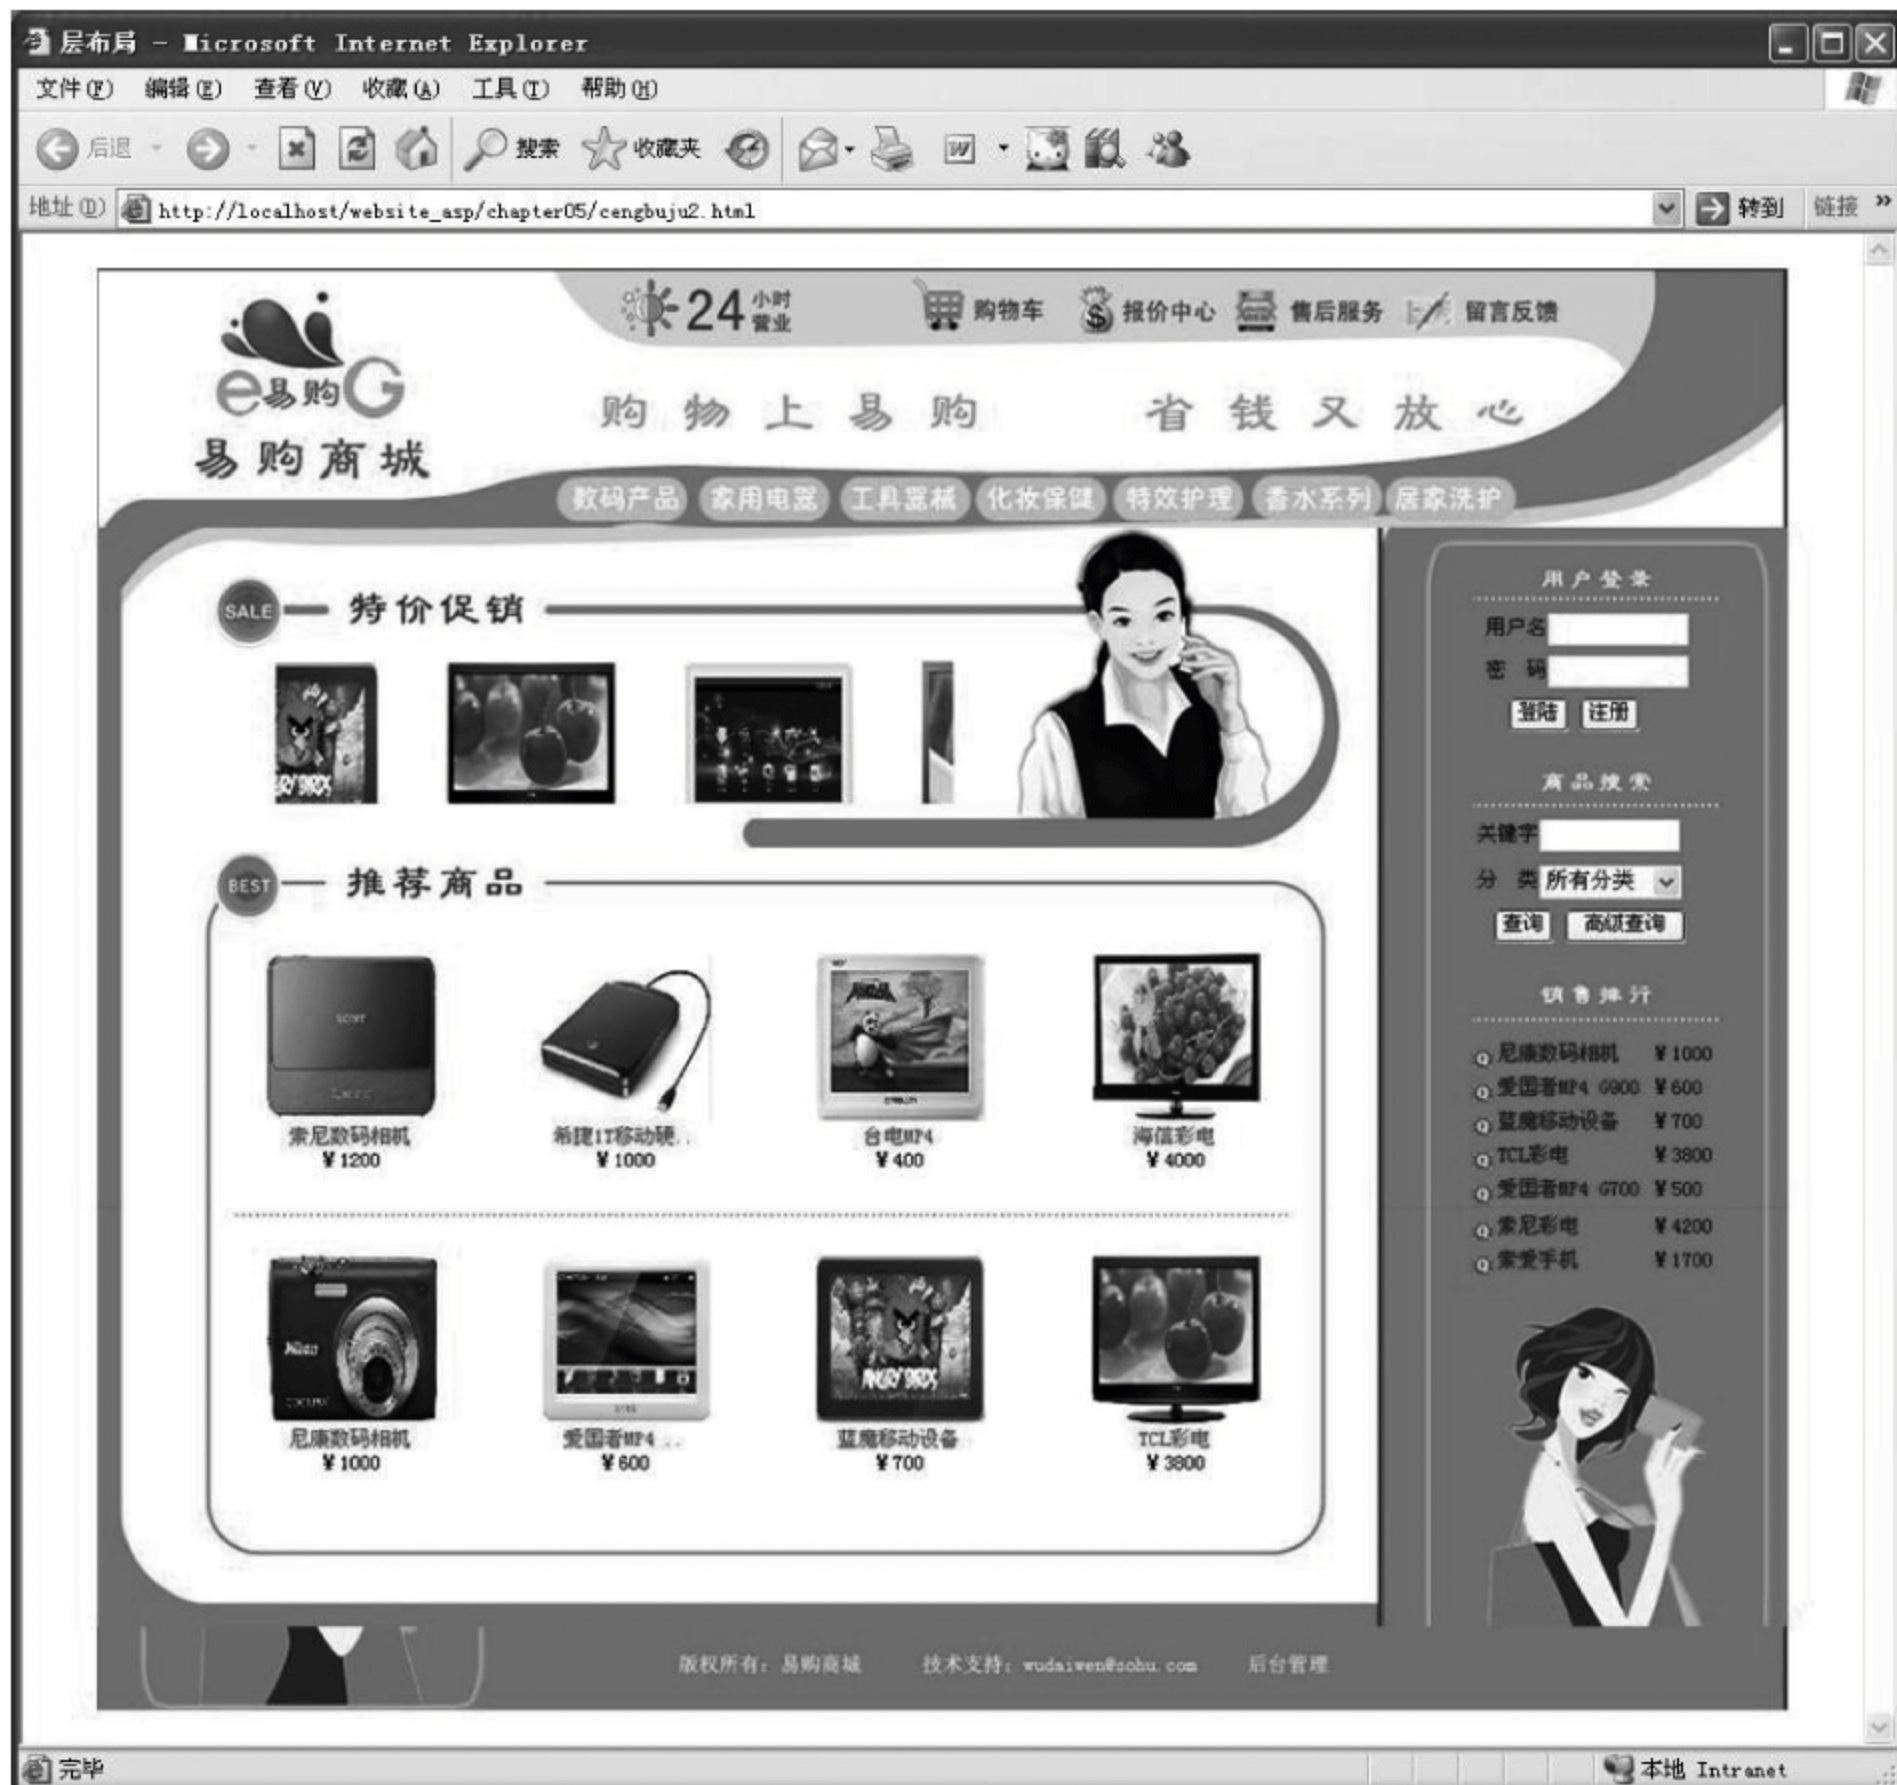 层布局 - Microsoft Internet Explorer
文件(F) 编辑(E) 查看(V) 收藏(A) 工具(T) 帮助(H)
后退 搜索 收藏夹
地址(D) http://localhost/website_asp/chapter05/cengbuju2.html 转到 链接 »
24 小时营业 购物车 报价中心 售后服务 留言反馈
e易购G
易购商城
购物上易购 省钱又放心
数码产品 家用电器 工具器械 化妆保健 特效护理 香水系列 居家洗护
SALE 特价促销
ANGRY BIRDS
BEST 推荐商品
索尼数码相机 希捷1T移动硬.. 台电MP4 海信彩电
¥1200 ¥1000 ¥400 ¥4000
Nikon
COOLPIX
ANGRY BIRDS
尼康数码相机 爱国者MP4 .. 蓝魔移动设备 TCL彩电
¥1000 ¥600 ¥700 ¥3800
用户登录
用户名
密 码
登陆 注册
商品搜索
关键字
分 类 所有分类
查询 高级查询
销售排行
尼康数码相机 ¥1000
爱国者MP4 G900 ¥600
蓝魔移动设备 ¥700
TCL彩电 ¥3800
爱国者MP4 G700 ¥500
索尼彩电 ¥4200
索爱手机 ¥1700
版权所有：易购商城 技术支持：wudaiwen@sohu.com 后台管理
完毕 本地 Intranet